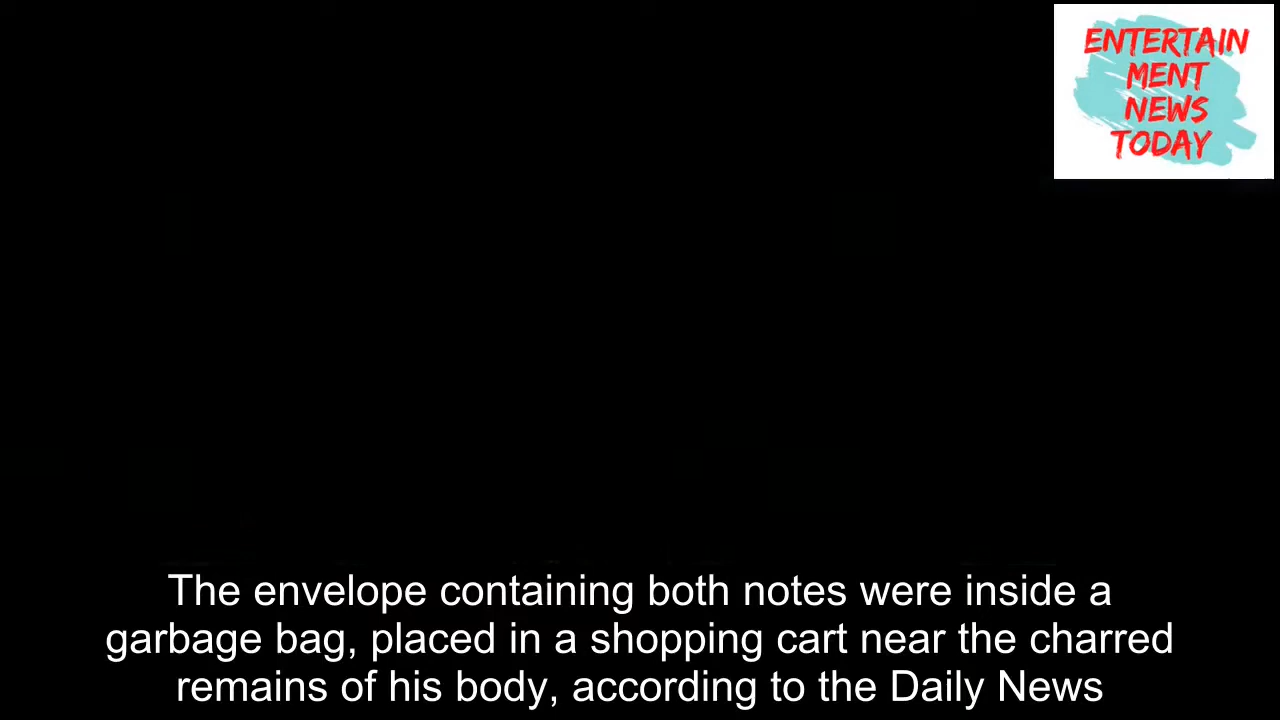 ENTERTAIN
MENT
NEWS
TODAY
The envelope containing both notes were inside a
garbage bag, placed in a shopping cart near the charred
remains of his body, according to the Daily News